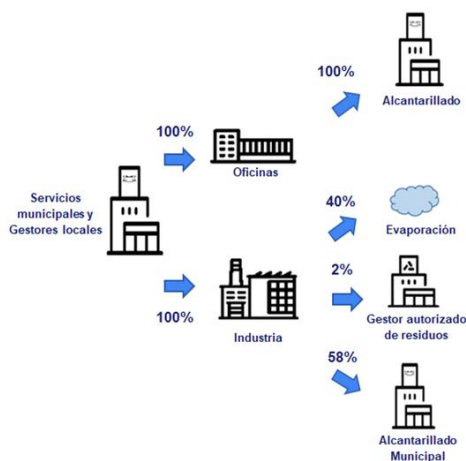 100%
Alcantarillado
100%
Oficinas
Servicios
municipales y
Gestores locales
40%
Evaporación
2%
100%
Industria
Gestor autorizado
de residuos
58%
Alcantarillado
Municipal